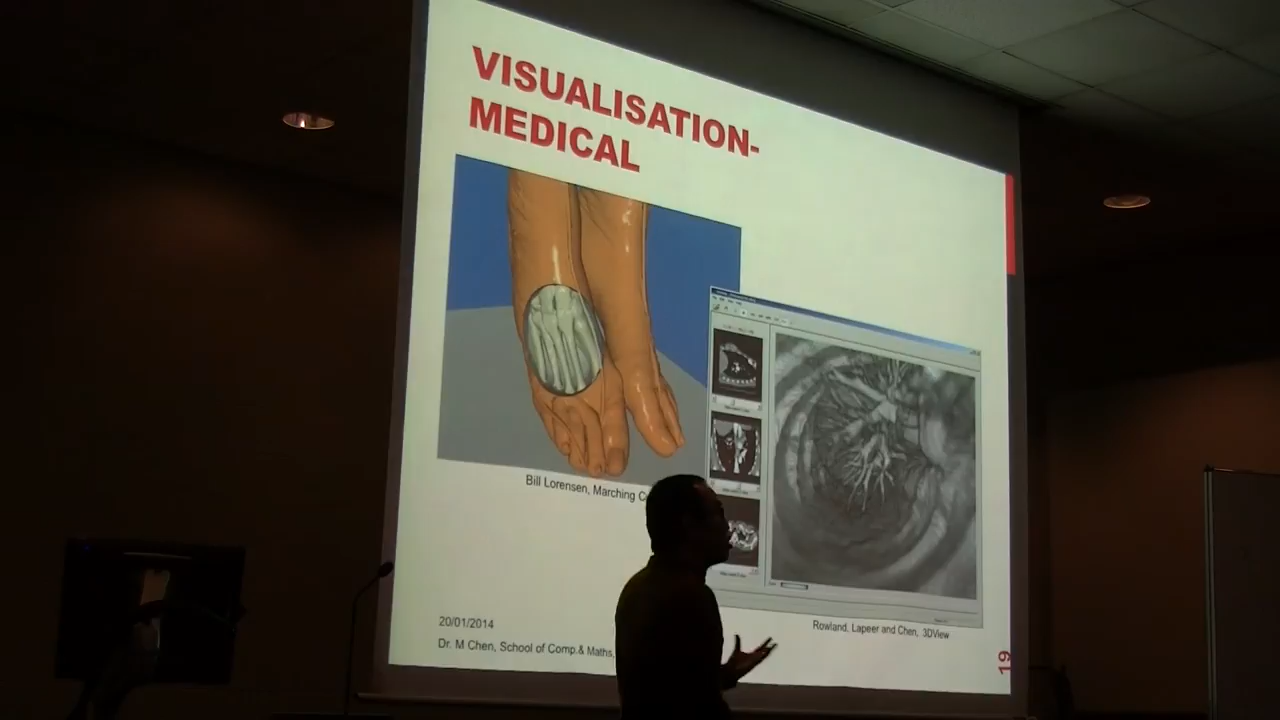 VISUALISATION-
MEDICAL
Bill Lorensen, Marching
Rowland, Lapeer and Chen, 3DView
20/01/2014
Dr. M Chen, School of Comp.& Maths,
19